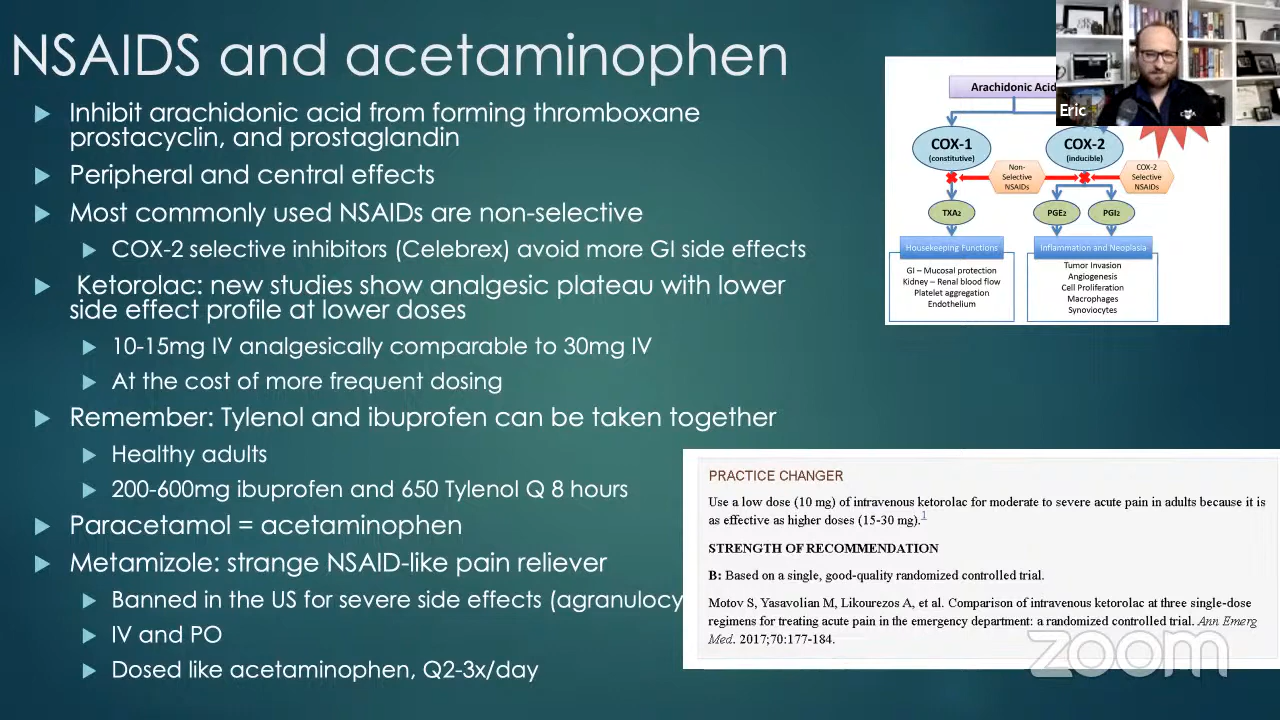 NSAIDS and acetaminophen
Inhibit arachidonic acid from forming thromboxane
prostacyclin, and prostaglandin
Peripheral and central effects
Most commonly used NSAIDs are non-selective
COX-2 selective inhibitors (Celebrex) avoid more GI side effects
Ketorolac: new studies show analgesic plateau with lower
side effect profile at lower doses
10-15mg IV analgesically comparable to 30mg IV
At the cost of more frequent dosing
Remember: Tylenol and ibuprofen can be taken together
Healthy adults
200-600mg ibuprofen and 650 Tylenol Q 8 hours
Paracetamol = acetaminophen
Metamizole: strange NSAID-like pain reliever
Banned in the US for severe side effects (agranulocy
IV and PO
Dosed like acetaminophen, Q2-3x/day
Eric
Arachidonic Acid
COX-1
(constitutive)
COX-2
(inducible)
Non-
Selective
NSAIDs
COX-2
Selective
NSAIDs
TXA2
PGE2
PGI2
Housekeeping Functions
GI – Mucosal protection
Kidney – Renal blood flow
Platelet aggregation
Endothelium
Inflammation and Neoplasia
Tumor Invasion
Angiogenesis
Cell Proliferation
Macrophages
Synoviocytes
PRACTICE CHANGER
Use a low dose (10 mg) of intravenous ketorolac for moderate to severe acute pain in adults because it is
as effective as higher doses (15-30 mg).1
STRENGTH OF RECOMMENDATION
B: Based on a single, good-quality randomized controlled trial.
Motov S, Yasavolian M, Likourezos A, et al. Comparison of intravenous ketorolac at three single-dose
regimens for treating acute pain in the emergency department: a randomized controlled trial. Ann Emerg
Med. 2017;70:177-184.
zoom